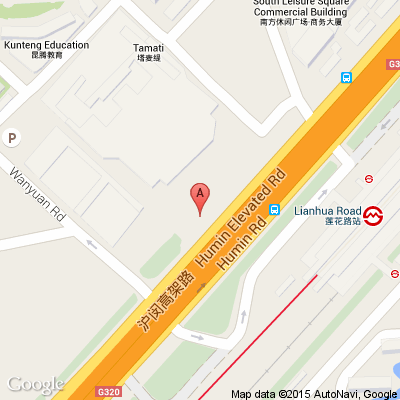 South Leisure Square
Commercial Building
南方休闲广场·商务大厦
Kunteng Education
昆腾教育
Tamati
塔麦缇
G3
P
Wanyuan Rd
A
沪闵高架路 Humin Elevated Rd
Humin Rd
Lianhua Road
莲花路站
G320
Google
Map data ©2015 AutoNavi, Google